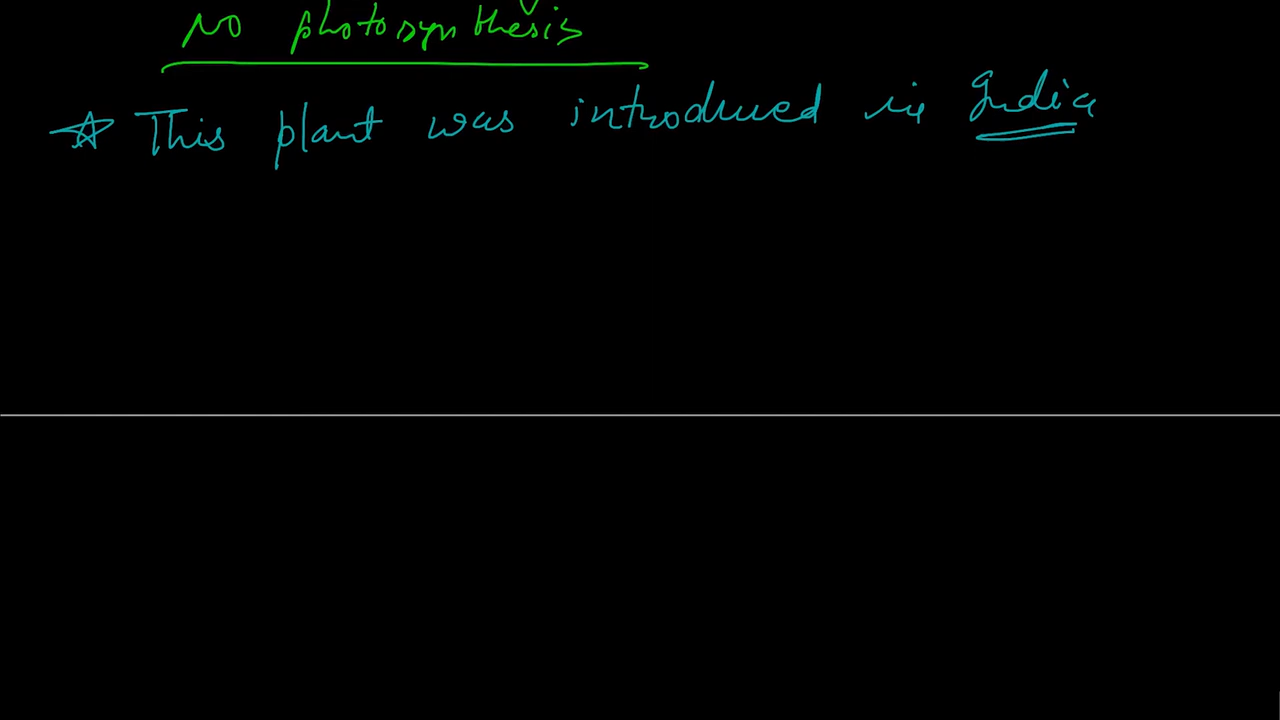 No photosynthesis
☆ This plant was introduced in India